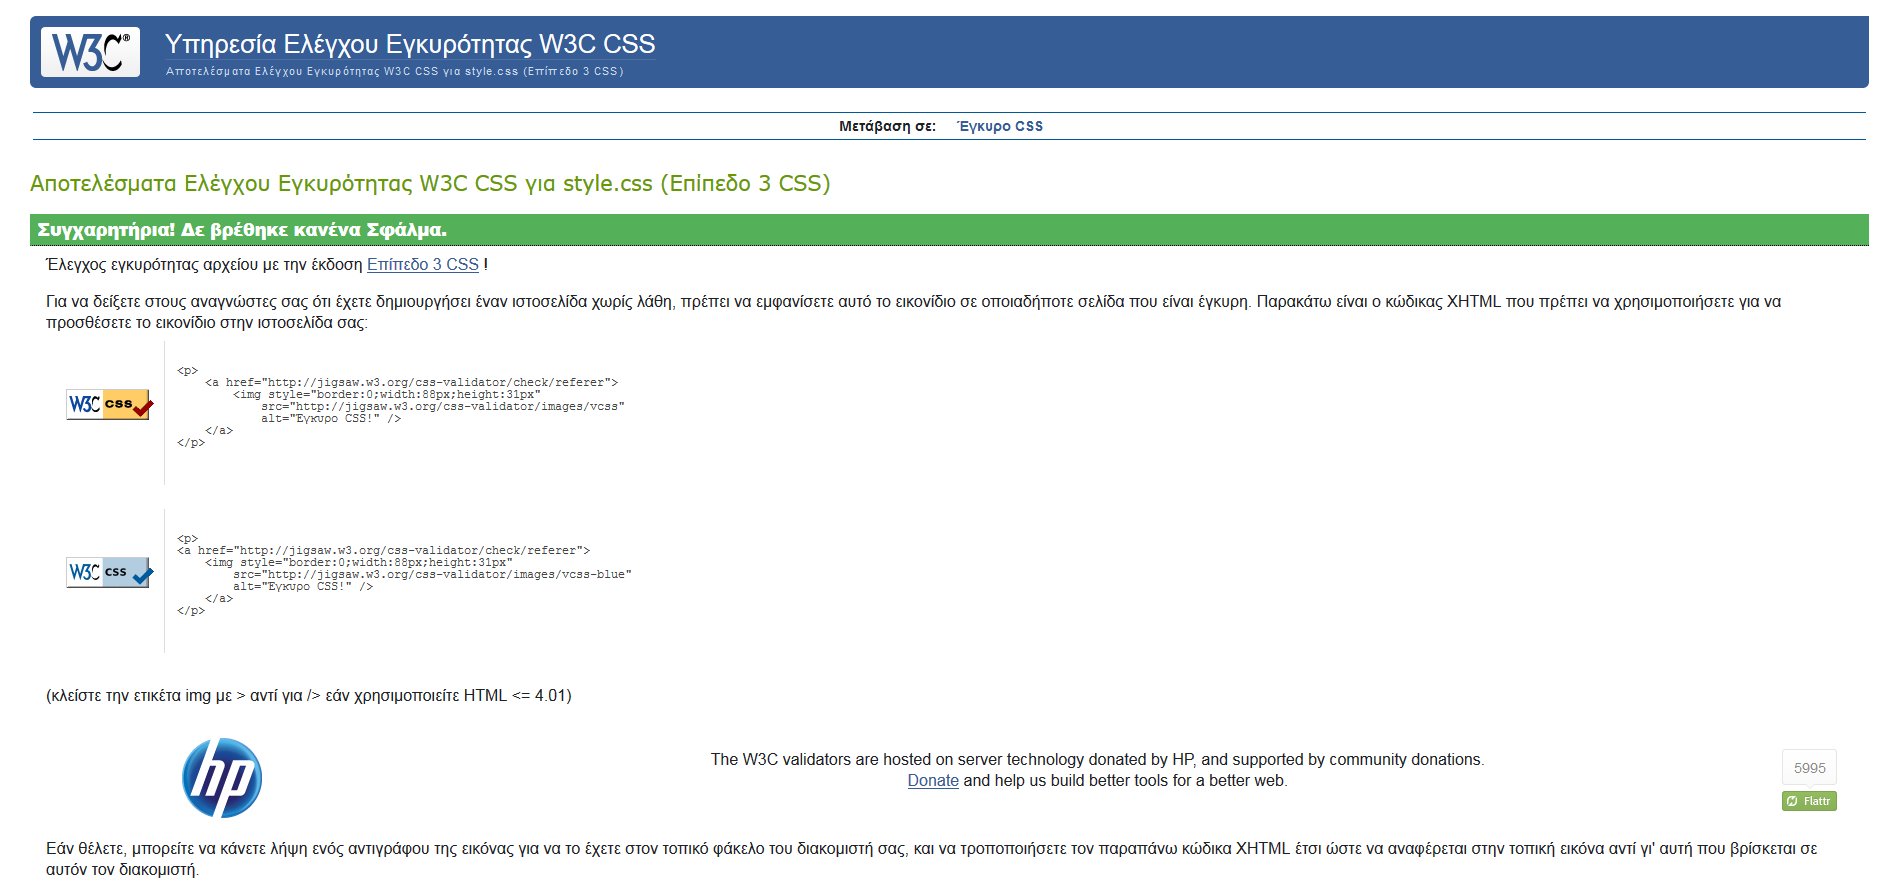 W3C®
Υπηρεσία Ελέγχου Εγκυρότητας W3C CSS
Αποτελέσματα Ελέγχου Εγκυρότητας W3C CSS για style.css (Επίπεδο 3 CSS)
Μετάβαση σε: Έγκυρο CSS
Αποτελέσματα Ελέγχου Εγκυρότητας W3C CSS για style.css (Επίπεδο 3 CSS)
Συγχαρητήρια! Δε βρέθηκε κανένα Σφάλμα.
Έλεγχος εγκυρότητας αρχείου με την έκδοση Επίπεδο 3 CSS !
Για να δείξετε στους αναγνώστες σας ότι έχετε δημιουργήσει έναν ιστοσελίδα χωρίς λάθη, πρέπει να εμφανίσετε αυτό το εικονίδιο σε οποιαδήποτε σελίδα που είναι έγκυρη. Παρακάτω είναι ο κώδικας XHTML που πρέπει να χρησιμοποιήσετε για να
προσθέσετε το εικονίδιο στην ιστοσελίδα σας:
W3C css
<p>
<a href="http://jigsaw.w3.org/css-validator/check/referer">
<img style="border:0;width:88px;height:31px"
src="http://jigsaw.w3.org/css-validator/images/vcss"
alt="Έγκυρο CSS!" />
</a>
</p>
W3C css
<p>
<a href="http://jigsaw.w3.org/css-validator/check/referer">
<img style="border:0;width:88px;height:31px"
src="http://jigsaw.w3.org/css-validator/images/vcss-blue"
alt="Έγκυρο CSS!" />
</a>
</p>
(κλείστε την ετικέτα img με > αντί για /> εάν χρησιμοποιείτε HTML <= 4.01)
hp
The W3C validators are hosted on server technology donated by HP, and supported by community donations.
Donate and help us build better tools for a better web.
5995
Flattr
Εάν θέλετε, μπορείτε να κάνετε λήψη ενός αντιγράφου της εικόνας για να το έχετε στον τοπικό φάκελο του διακομιστή σας, και να τροποποιήσετε τον παραπάνω κώδικα XHTML έτσι ώστε να αναφέρεται στην τοπική εικόνα αντί γι' αυτή που βρίσκεται σε
αυτόν τον διακομιστή.